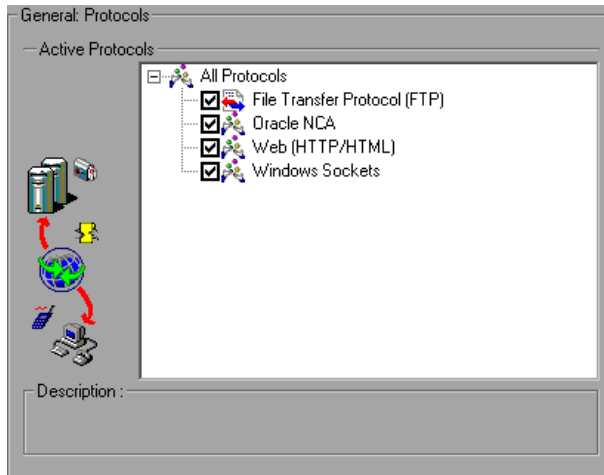 General: Protocols
Active Protocols
All Protocols
File Transfer Protocol (FTP)
Oracle NCA
Web (HTTP/HTML)
Windows Sockets
Description :